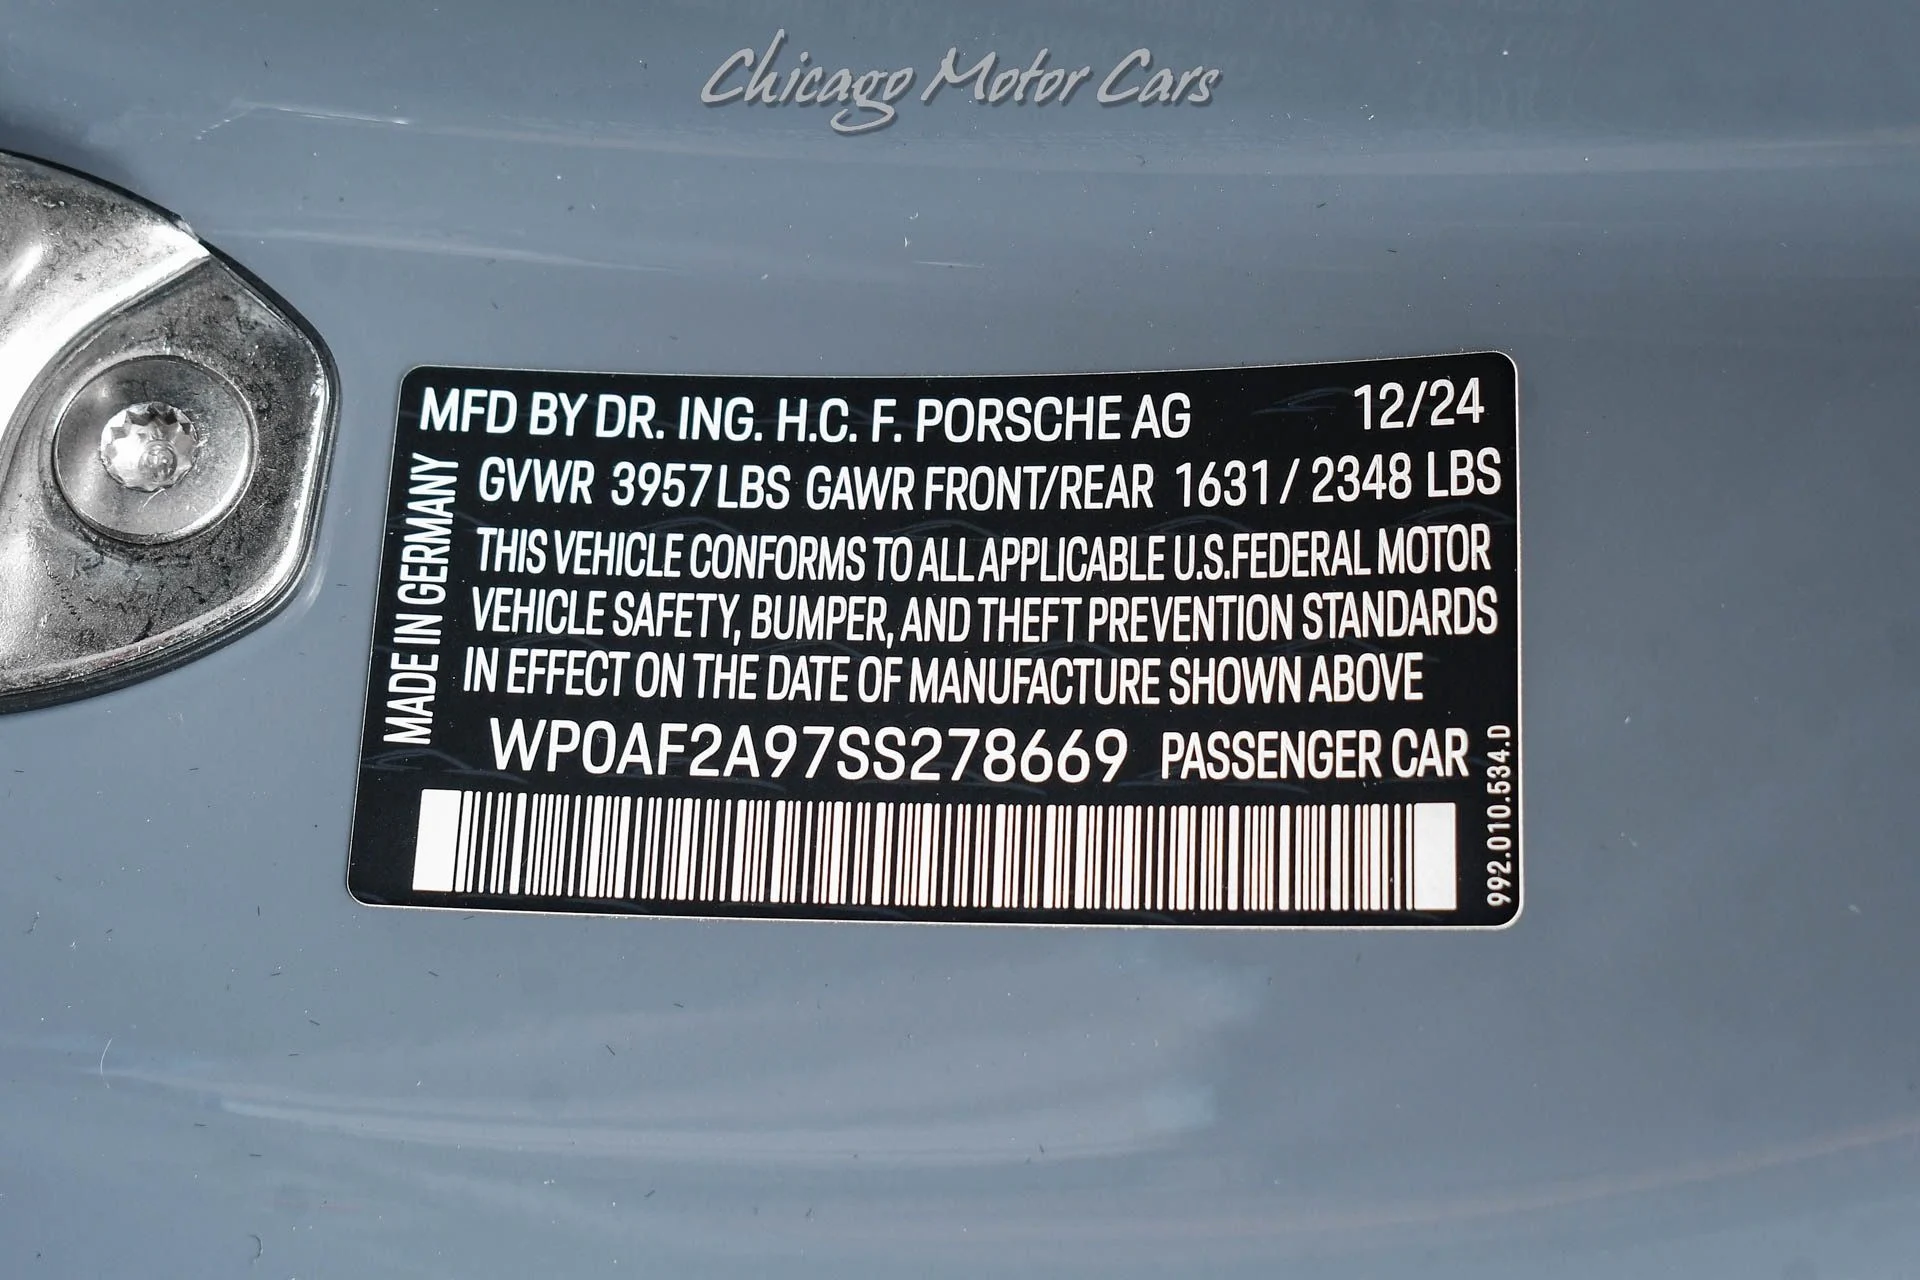 Chicago Motor Cars
MFD BY DR. ING. H.C. F. PORSCHE AG 12/24
GVWR 3957 LBS GAWR FRONT/REAR 1631 / 2348 LBS
THIS VEHICLE CONFORMS TO ALL APPLICABLE U.S.FEDERAL MOTOR
VEHICLE SAFETY, BUMPER, AND THEFT PREVENTION STANDARDS
IN EFFECT ON THE DATE OF MANUFACTURE SHOWN ABOVE
WP0AF2A97SS278669 PASSENGER CAR
MADE IN GERMANY
992.010.534.D